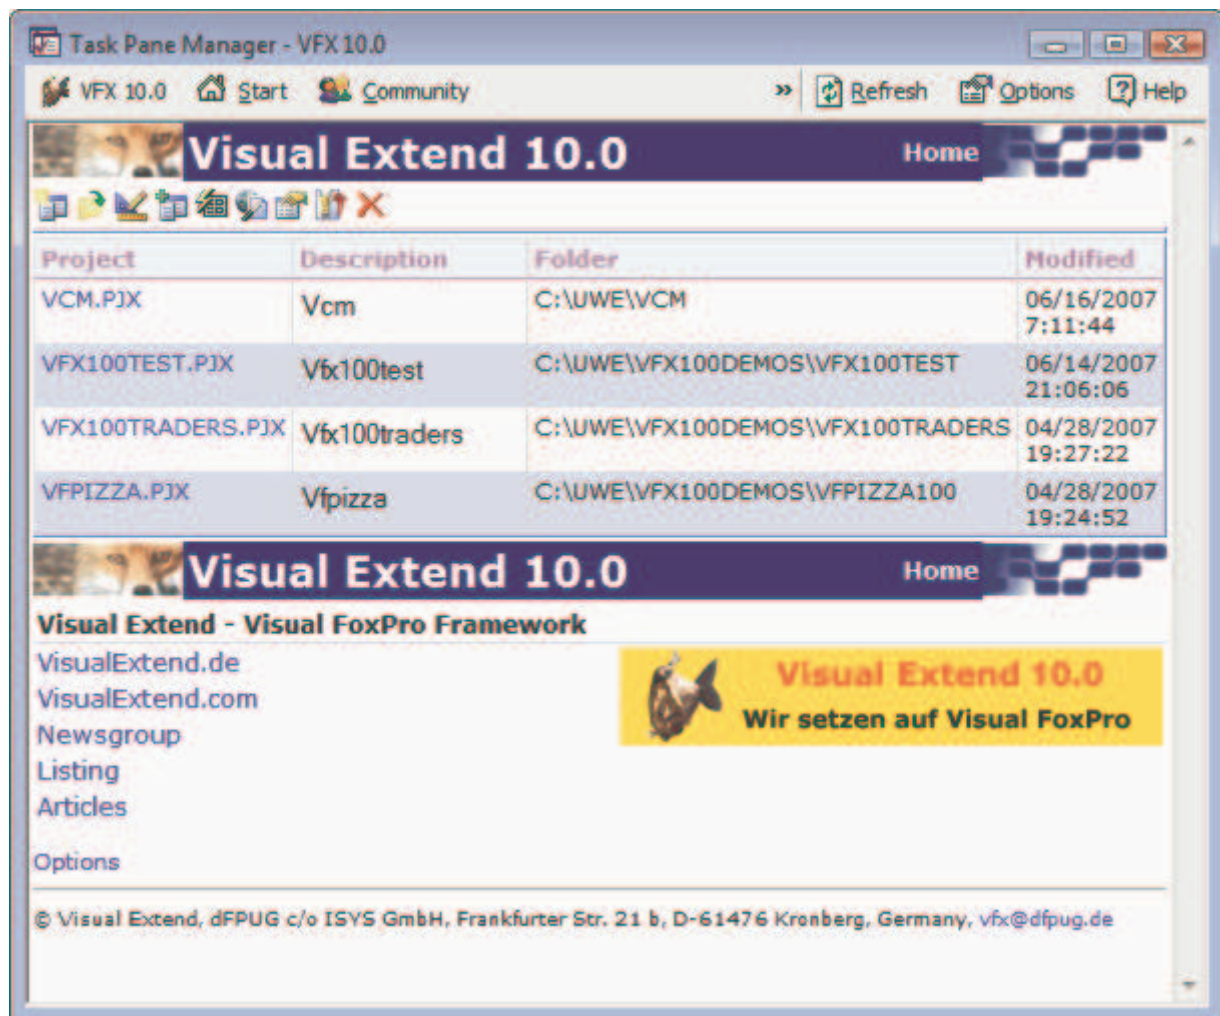 Task Pane Manager - VFX 10.0
VFX 10.0 Start Community » Refresh Options Help
Visual Extend 10.0 Home
Project Description Folder Modified
VCM.PJX Vcm C:\UWE\VCM 06/16/2007
7:11:44
VFX100TEST.PJX Vfx100test C:\UWE\VFX100DEMOS\VFX100TEST 06/14/2007
21:06:06
VFX100TRADERS.PJX Vfx100traders C:\UWE\VFX100DEMOS\VFX100TRADERS 04/28/2007
19:27:22
VFPIZZA.PJX Vfpizza C:\UWE\VFX100DEMOS\VFPIZZA100 04/28/2007
19:24:52
Visual Extend 10.0 Home
Visual Extend - Visual FoxPro Framework
VisualExtend.de
VisualExtend.com
Newsgroup
Listing
Articles
Visual Extend 10.0
Wir setzen auf Visual FoxPro
Options
© Visual Extend, dFPUG c/o ISYS GmbH, Frankfurter Str. 21 b, D-61476 Kronberg, Germany, vfx@dfpug.de